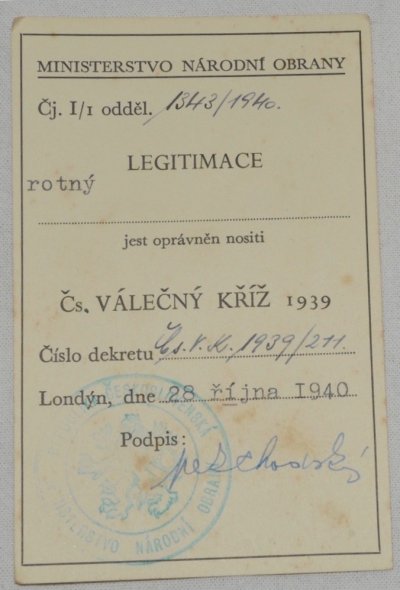 MINISTERSTVO NÁRODNÍ OBRANY
Čj. I/1 odděl. 1343/1940.
LEGITIMACE
rotný
jest oprávněn nositi
Čs. VÁLEČNÝ KŘÍŽ 1939
Číslo dekretu Čs.V.K. 1939/211.
Londýn, dne 28 října 1940
Podpis:
MINISTERSTVO NÁRODNÍ OBRANY